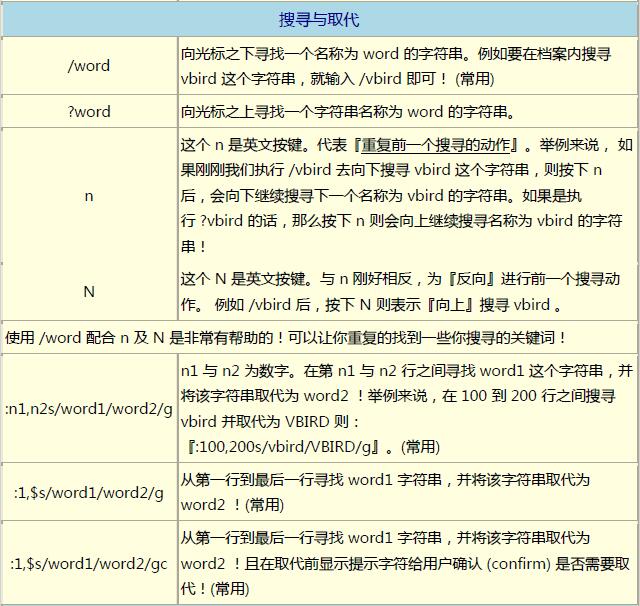 搜寻与取代
/word
向光标之下寻找一个名称为 word 的字符串。例如要在档案内搜寻
vbird 这个字符串，就输入 /vbird 即可！ (常用)
?word
向光标之上寻找一个字符串名称为 word 的字符串。
n
这个 n 是英文按键。代表『重复前一个搜寻的动作』。举例来说， 如
果刚刚我们执行 /vbird 去向下搜寻 vbird 这个字符串，则按下 n
后，会向下继续搜寻下一个名称为 vbird 的字符串。如果是执
行 ?vbird 的话，那么按下 n 则会向上继续搜寻名称为 vbird 的字符
串！
N
这个 N 是英文按键。与 n 刚好相反，为『反向』进行前一个搜寻动
作。 例如 /vbird 后，按下 N 则表示『向上』搜寻 vbird 。
使用 /word 配合 n 及 N 是非常有帮助的！可以让你重复的找到一些你搜寻的关键词！
:n1,n2s/word1/word2/g
n1 与 n2 为数字。在第 n1 与 n2 行之间寻找 word1 这个字符串，并
将该字符串取代为 word2 ！举例来说，在 100 到 200 行之间搜寻
vbird 并取代为 VBIRD 则：
『:100,200s/vbird/VBIRD/g』。(常用)
:1,$s/word1/word2/g
从第一行到最后一行寻找 word1 字符串，并将该字符串取代为
word2 ！(常用)
:1,$s/word1/word2/gc
从第一行到最后一行寻找 word1 字符串，并将该字符串取代为
word2 ！且在取代前显示提示字符给用户确认 (confirm) 是否需要取
代！(常用)